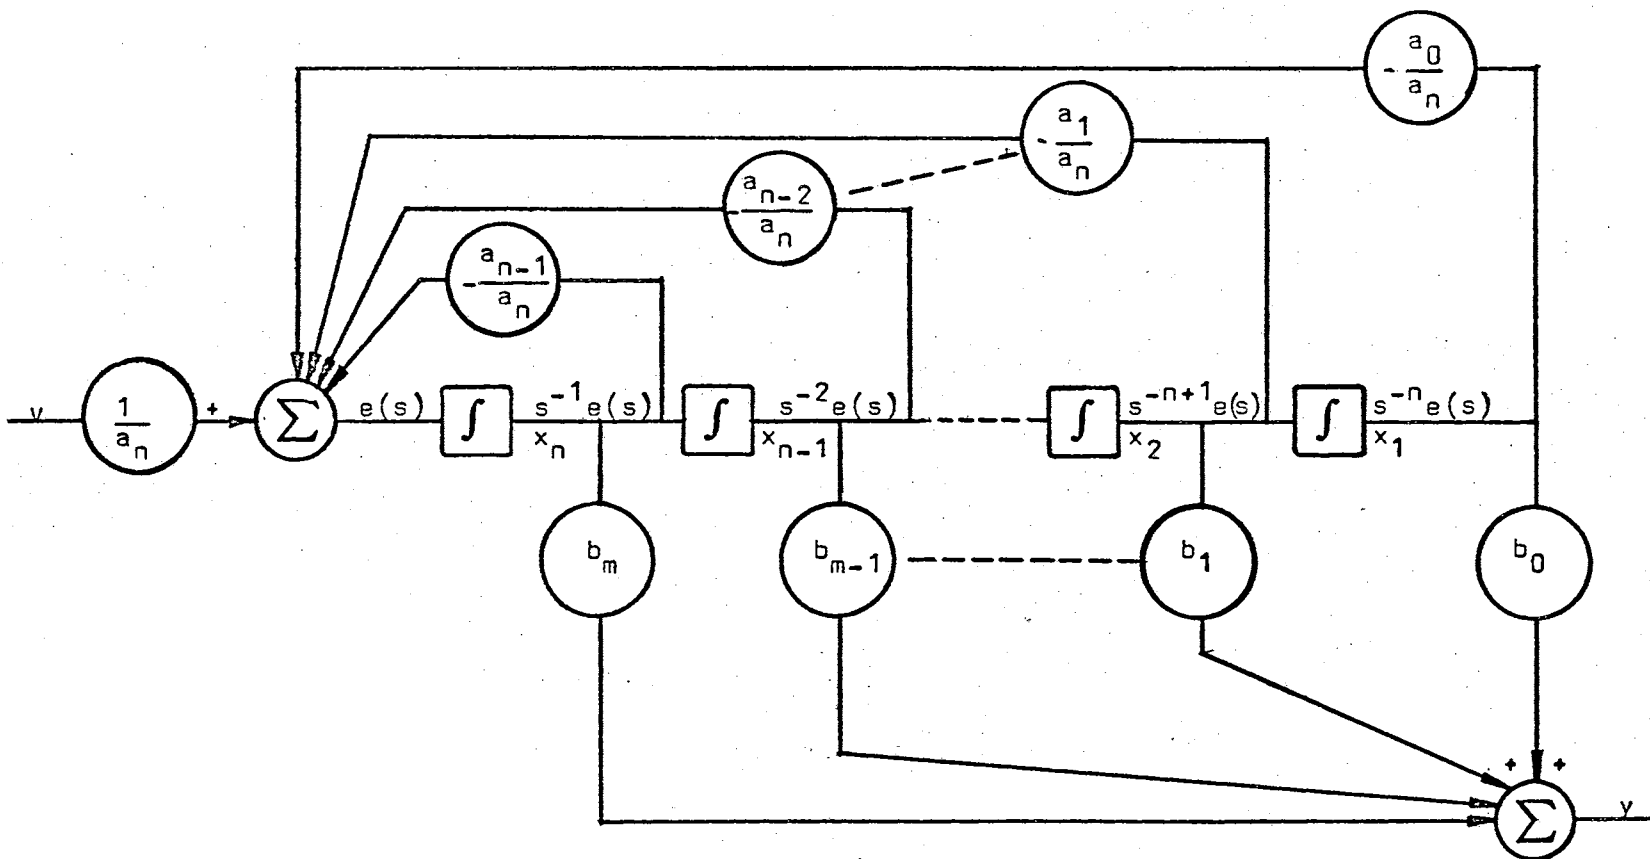 - a₀/aₙ
- a₁/aₙ
- aₙ₋₂/aₙ
- aₙ₋₁/aₙ
v
1/aₙ
+
Σ
e(s)
∫
s⁻¹e(s)
xₙ
∫
s⁻²e(s)
xₙ₋₁
∫
s⁻ⁿ⁺¹e(s)
x₂
∫
s⁻ⁿe(s)
x₁
bₘ
bₘ₋₁
b₁
b₀
+ +
Σ
y